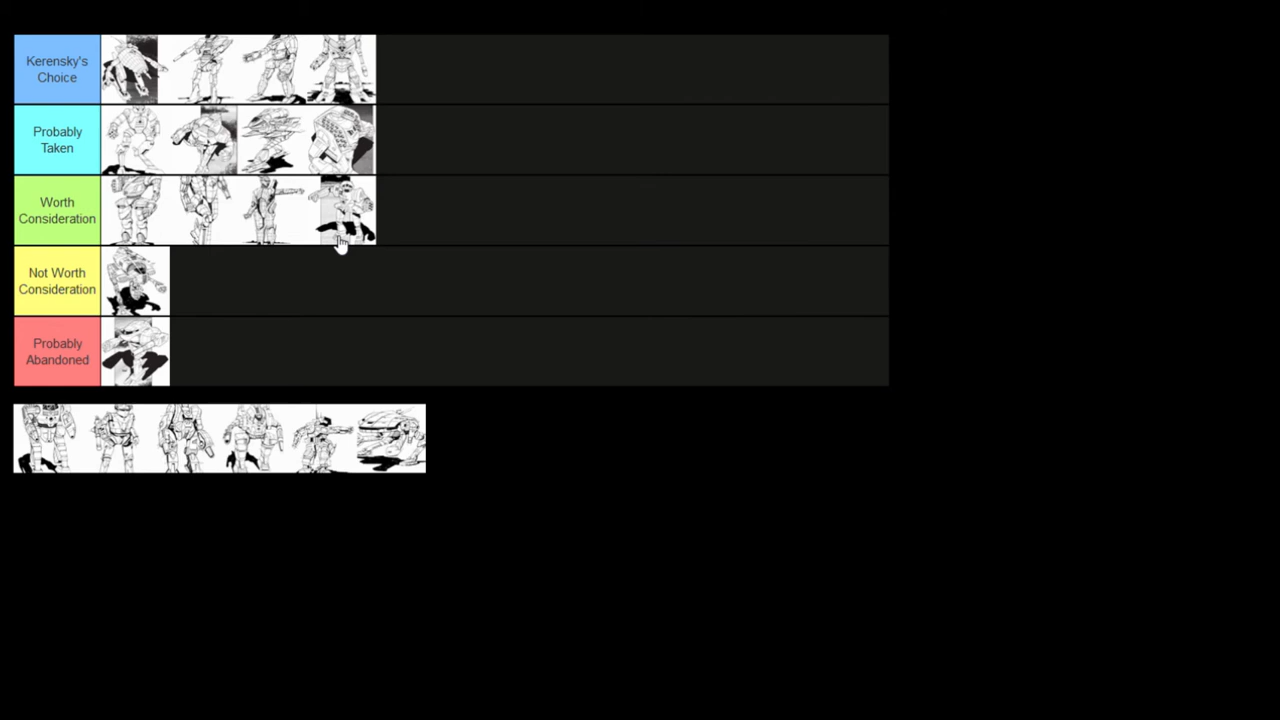 Kerensky's
Choice
Probably
Taken
Worth
Consideration
Not Worth
Consideration
Probably
Abandoned